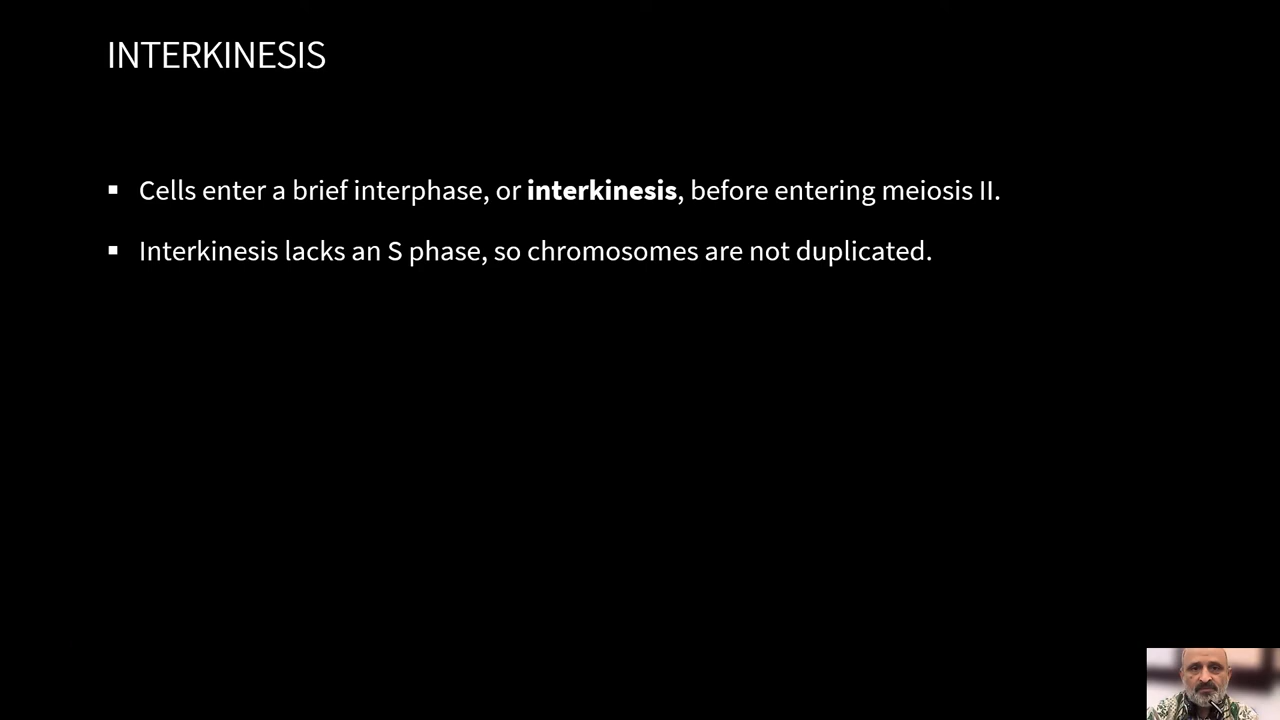 INTERKINESIS
▪ Cells enter a brief interphase, or interkinesis, before entering meiosis II.
▪ Interkinesis lacks an S phase, so chromosomes are not duplicated.